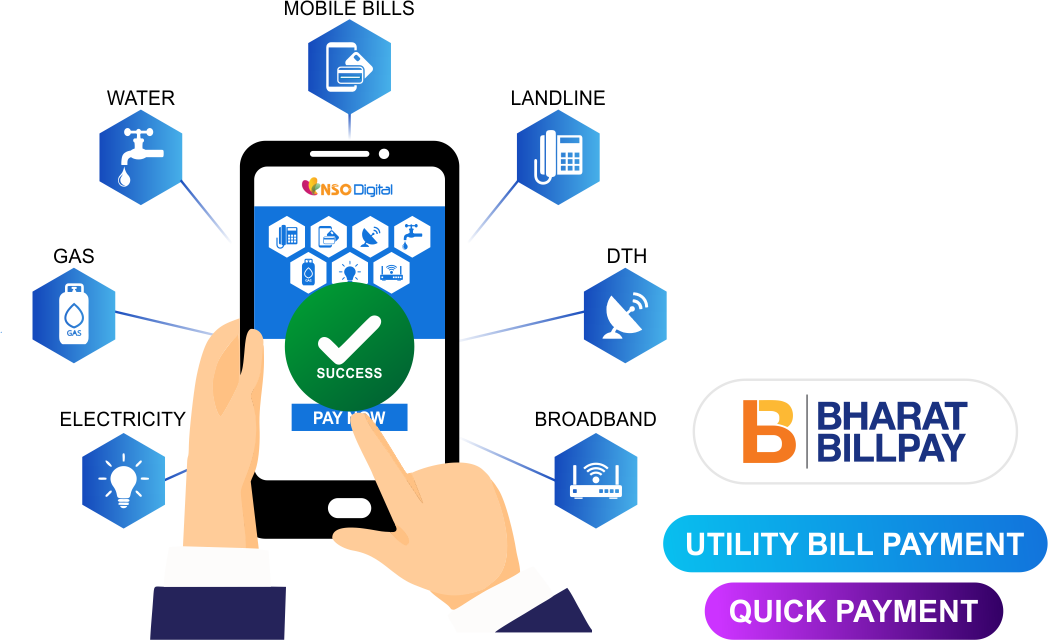 MOBILE BILLS
WATER
LANDLINE
NSO Digital
GAS
DTH
GAS
GAS
SUCCESS
PAY NOW
ELECTRICITY
BROADBAND
B
BHARAT
BILLPAY
UTILITY BILL PAYMENT
QUICK PAYMENT